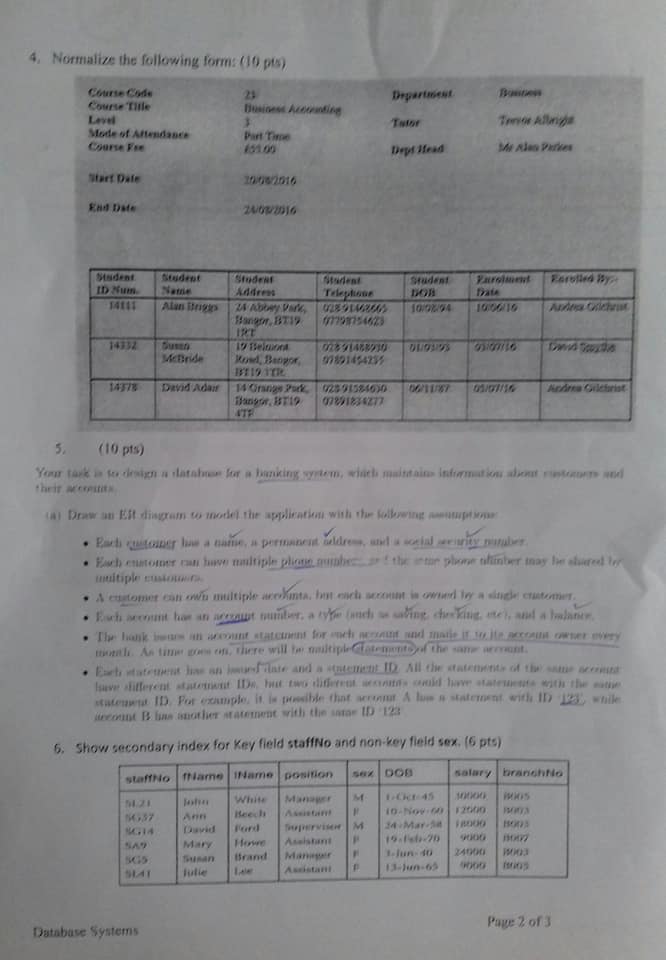 4. Normalize the following form: (10 pts)
Course Code 23 Department Business
Course Title Business Accounting
Level 3 Tutor Trevor Albright
Mode of Attendance Part Time
Course Fee £55.00 Dept Head Mr Alan Parkes
Start Date 20/08/2016
End Date 24/08/2016
Student Student Student Student Student Enrolment Enrolled By:-
ID Num. Name Address Telephone DOB Date
14111 Alan Briggs 24 Abbey Park, 028 91468665 10/08/94 10/06/16 Andrea Gilchrist
Bangor, BT19 07798754623
1RT
14332 Susan 19 Belmont 028 91488930 01/03/93 03/07/16 David Smythe
McBride Road, Bangor, 07891454235
BT19 1TR
14378 David Adair 14 Grange Park, 028 91584630 06/11/87 05/07/16 Andrea Gilchrist
Bangor, BT19 07891834277
4TF
5. (10 pts)
Your task is to design a database for a banking system, which maintains information about customers and
their accounts.
(a) Draw an ER diagram to model the application with the following assumptions:
• Each customer has a name, a permanent address, and a social security number.
• Each customer can have multiple phone number, the same phone number may be shared by
multiple customers.
• A customer can own multiple accounts, but each account is owned by a single customer.
• Each account has an account number, a type (such as saving, checking, etc), and a balance.
• The bank issues an account statement for each account and mails it to its account owner every
month. As time goes on, there will be multiple statements of the same account.
• Each statement has an issued date and a statement ID. All the statements of the same account
have different statement IDs, but two different accounts could have statements with the same
statement ID. For example, it is possible that account A has a statement with ID '123', while
account B has another statement with the same ID '123'
6. Show secondary index for Key field staffNo and non-key field sex. (6 pts)
staffNo fName lName position sex DOB salary branchNo
SL21 John White Manager M 1-Oct-45 30000 B005
SG37 Ann Beech Assistant F 10-Nov-60 12000 B003
SG14 David Ford Supervisor M 24-Mar-58 18000 B003
SA9 Mary Howe Assistant F 19-Feb-70 9000 B007
SG5 Susan Brand Manager F 3-Jun-40 24000 B003
SL41 Julie Lee Assistant F 13-Jun-65 9000 B005
Database Systems
Page 2 of 3